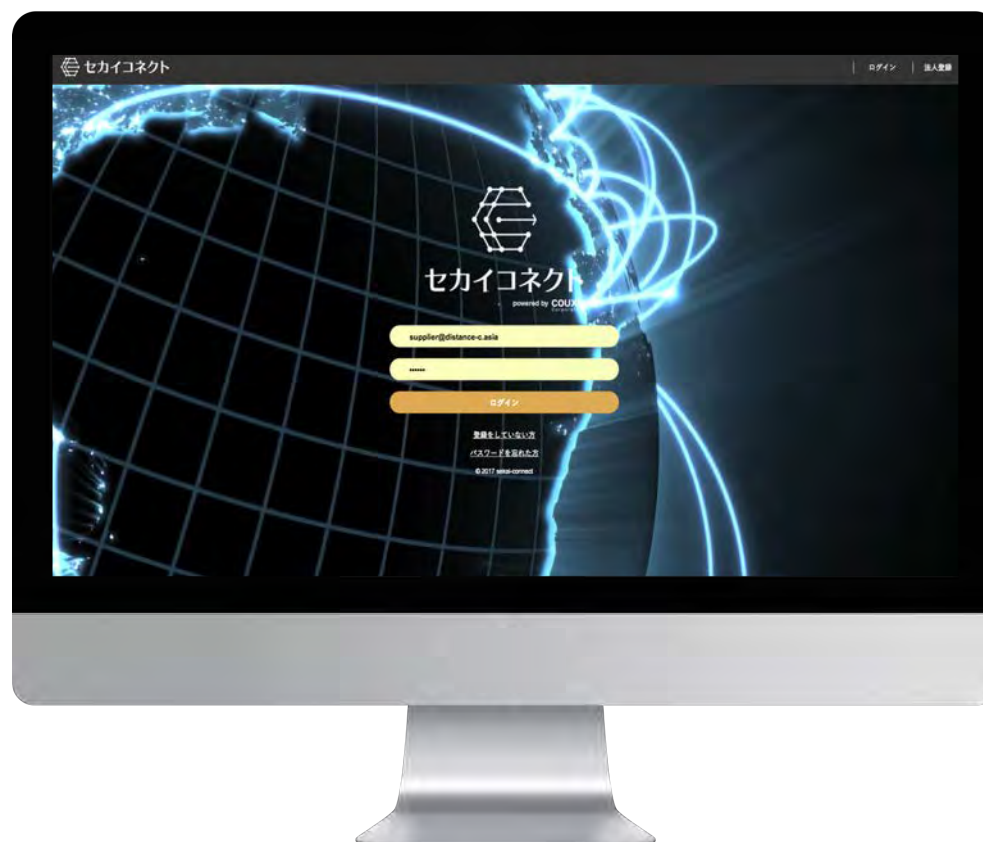 セカイコネクト
ログイン
法人登録
セカイコネクト
powered by COUX
supplier@distance-c.asia
••••••
ログイン
登録をしていない方
パスワードを忘れた方
© 2017 sekai-connect